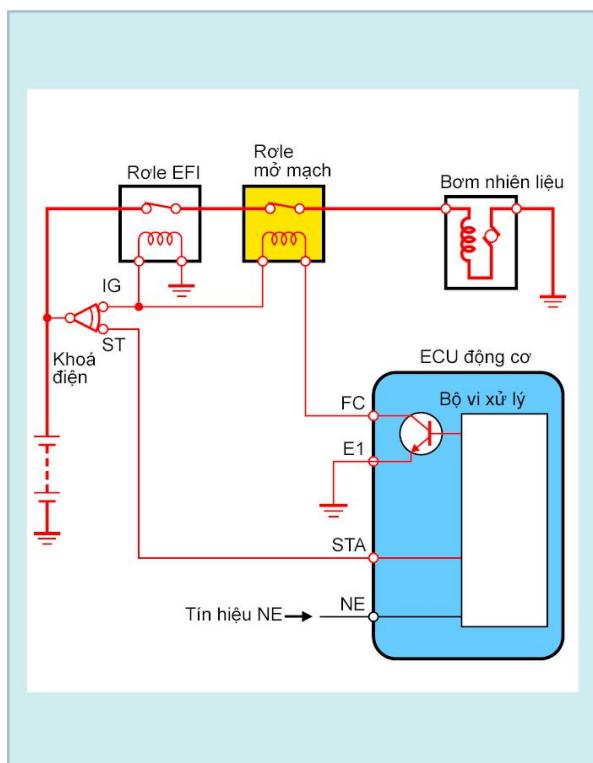 Rơle
mở mạch
Rơle EFI
Bơm nhiên liệu
IG
ST
Khoá
điện
ECU động cơ
Bộ vi xử lý
FC
E1
STA
NE
Tín hiệu NE